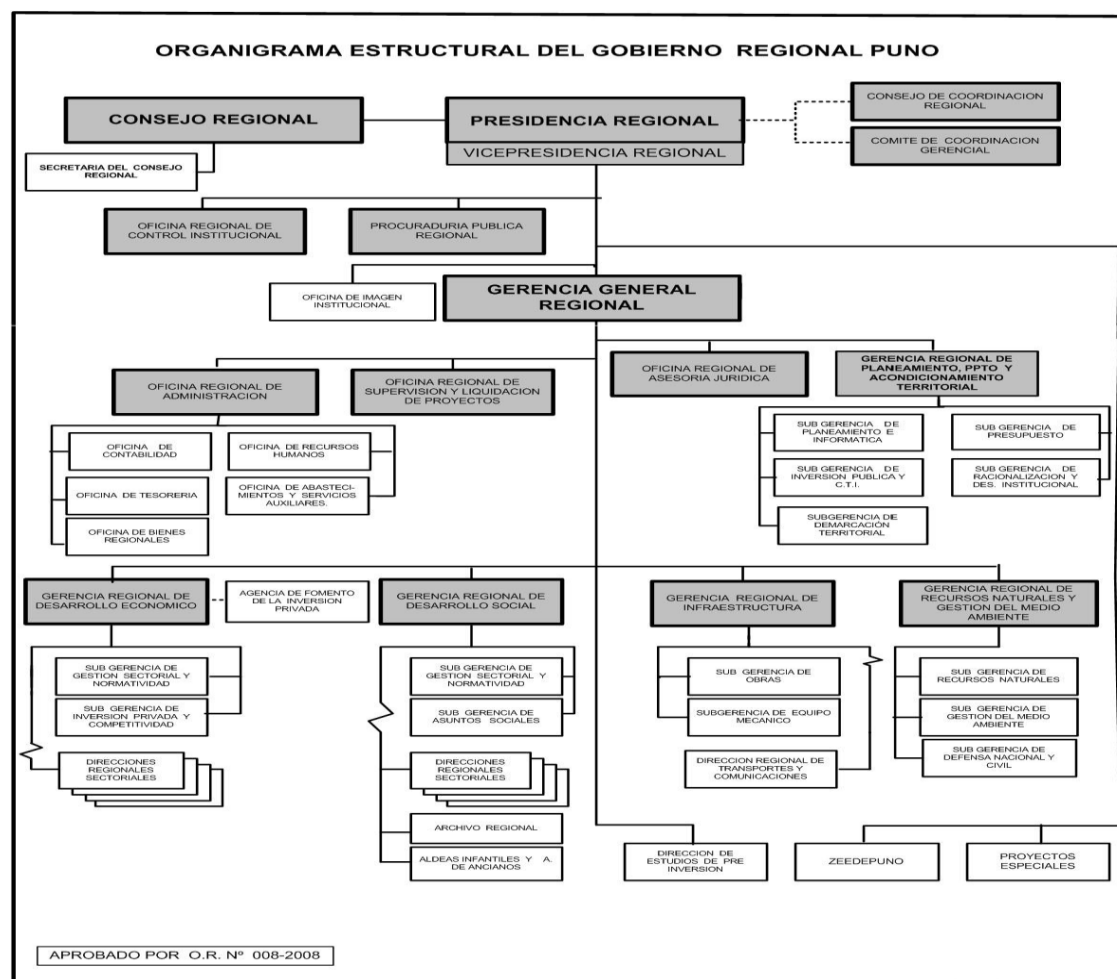 ORGANIGRAMA ESTRUCTURAL DEL GOBIERNO REGIONAL PUNO
CONSEJO REGIONAL
PRESIDENCIA REGIONAL
VICEPRESIDENCIA REGIONAL
CONSEJO DE COORDINACION
REGIONAL
COMITE DE COORDINACION
GERENCIAL
SECRETARIA DEL CONSEJO
REGIONAL
OFICINA REGIONAL DE
CONTROL INSTITUCIONAL
PROCURADURIA PUBLICA
REGIONAL
OFICINA DE IMAGEN
INSTITUCIONAL
GERENCIA GENERAL
REGIONAL
OFICINA REGIONAL DE
ADMINISTRACION
OFICINA REGIONAL DE
SUPERVISION Y LIQUIDACION
DE PROYECTOS
OFICINA REGIONAL DE
ASESORIA JURIDICA
GERENCIA REGIONAL DE
PLANEAMIENTO, PPTO Y
ACONDICIONAMIENTO
TERRITORIAL
OFICINA DE
CONTABILIDAD
OFICINA DE RECURSOS
HUMANOS
OFICINA DE TESORERIA
OFICINA DE ABASTECI-
MIENTOS Y SERVICIOS
AUXILIARES.
OFICINA DE BIENES
REGIONALES
SUB GERENCIA DE
PLANEAMIENTO E
INFORMATICA
SUB GERENCIA DE
PRESUPUESTO
SUB GERENCIA DE
INVERSION PUBLICA Y
C.T.I.
SUB GERENCIA DE
RACIONALIZACION Y
DES. INSTITUCIONAL
SUBGERENCIA DE
DEMARCACIÓN
TERRITORIAL
GERENCIA REGIONAL DE
DESARROLLO ECONOMICO
AGENCIA DE FOMENTO
DE LA INVERSION
PRIVADA
GERENCIA REGIONAL DE
DESARROLLO SOCIAL
GERENCIA REGIONAL DE
INFRAESTRUCTURA
GERENCIA REGIONAL DE
RECURSOS NATURALES Y
GESTION DEL MEDIO
AMBIENTE
SUB GERENCIA DE
GESTION SECTORIAL Y
NORMATIVIDAD
SUB GERENCIA DE
INVERSION PRIVADA Y
COMPETITIVIDAD
DIRECCIONES
REGIONALES
SECTORIALES
SUB GERENCIA DE
GESTION SECTORIAL Y
NORMATIVIDAD
SUB GERENCIA DE
ASUNTOS SOCIALES
DIRECCIONES
REGIONALES
SECTORIALES
ARCHIVO REGIONAL
ALDEAS INFANTILES Y A.
DE ANCIANOS
SUB GERENCIA DE
OBRAS
SUBGERENCIA DE EQUIPO
MECANICO
DIRECCION REGIONAL DE
TRANSPORTES Y
COMUNICACIONES
SUB GERENCIA DE
RECURSOS NATURALES
SUB GERENCIA DE
GESTION DEL MEDIO
AMBIENTE
SUB GERENCIA DE
DEFENSA NACIONAL Y
CIVIL
DIRECCION DE
ESTUDIOS DE PRE
INVERSION
ZEEDEPUNO
PROYECTOS
ESPECIALES
APROBADO POR O.R. Nº 008-2008